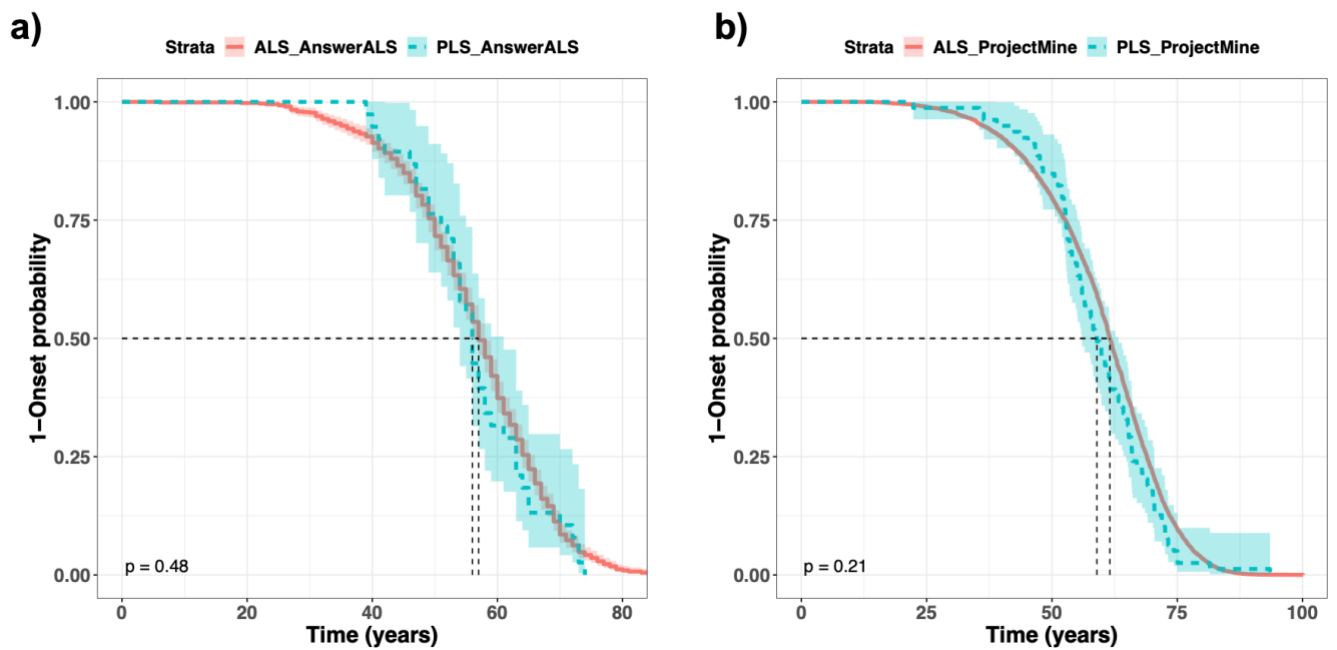 a)
Strata ALS_AnswerALS PLS_AnswerALS
1.00
0.75
0.50
0.25
0.00
1−Onset probability
p = 0.48
0 20 40 60 80
Time (years)
b)
Strata ALS_ProjectMine PLS_ProjectMine
1.00
0.75
0.50
0.25
0.00
1−Onset probability
p = 0.21
0 25 50 75 100
Time (years)